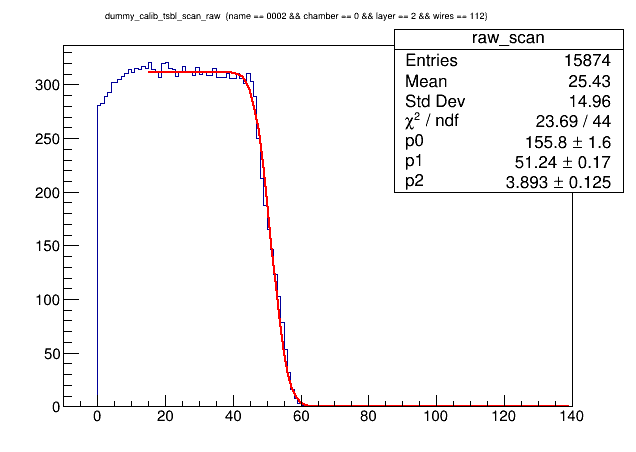 dummy_calib_tsbl_scan_raw (name == 0002 && chamber == 0 && layer == 2 && wires == 112)
raw_scan
Entries 15874
Mean 25.43
Std Dev 14.96
χ² / ndf 23.69 / 44
p0 155.8 ± 1.6
p1 51.24 ± 0.17
p2 3.893 ± 0.125
300
250
200
150
100
50
0
0 20 40 60 80 100 120 140